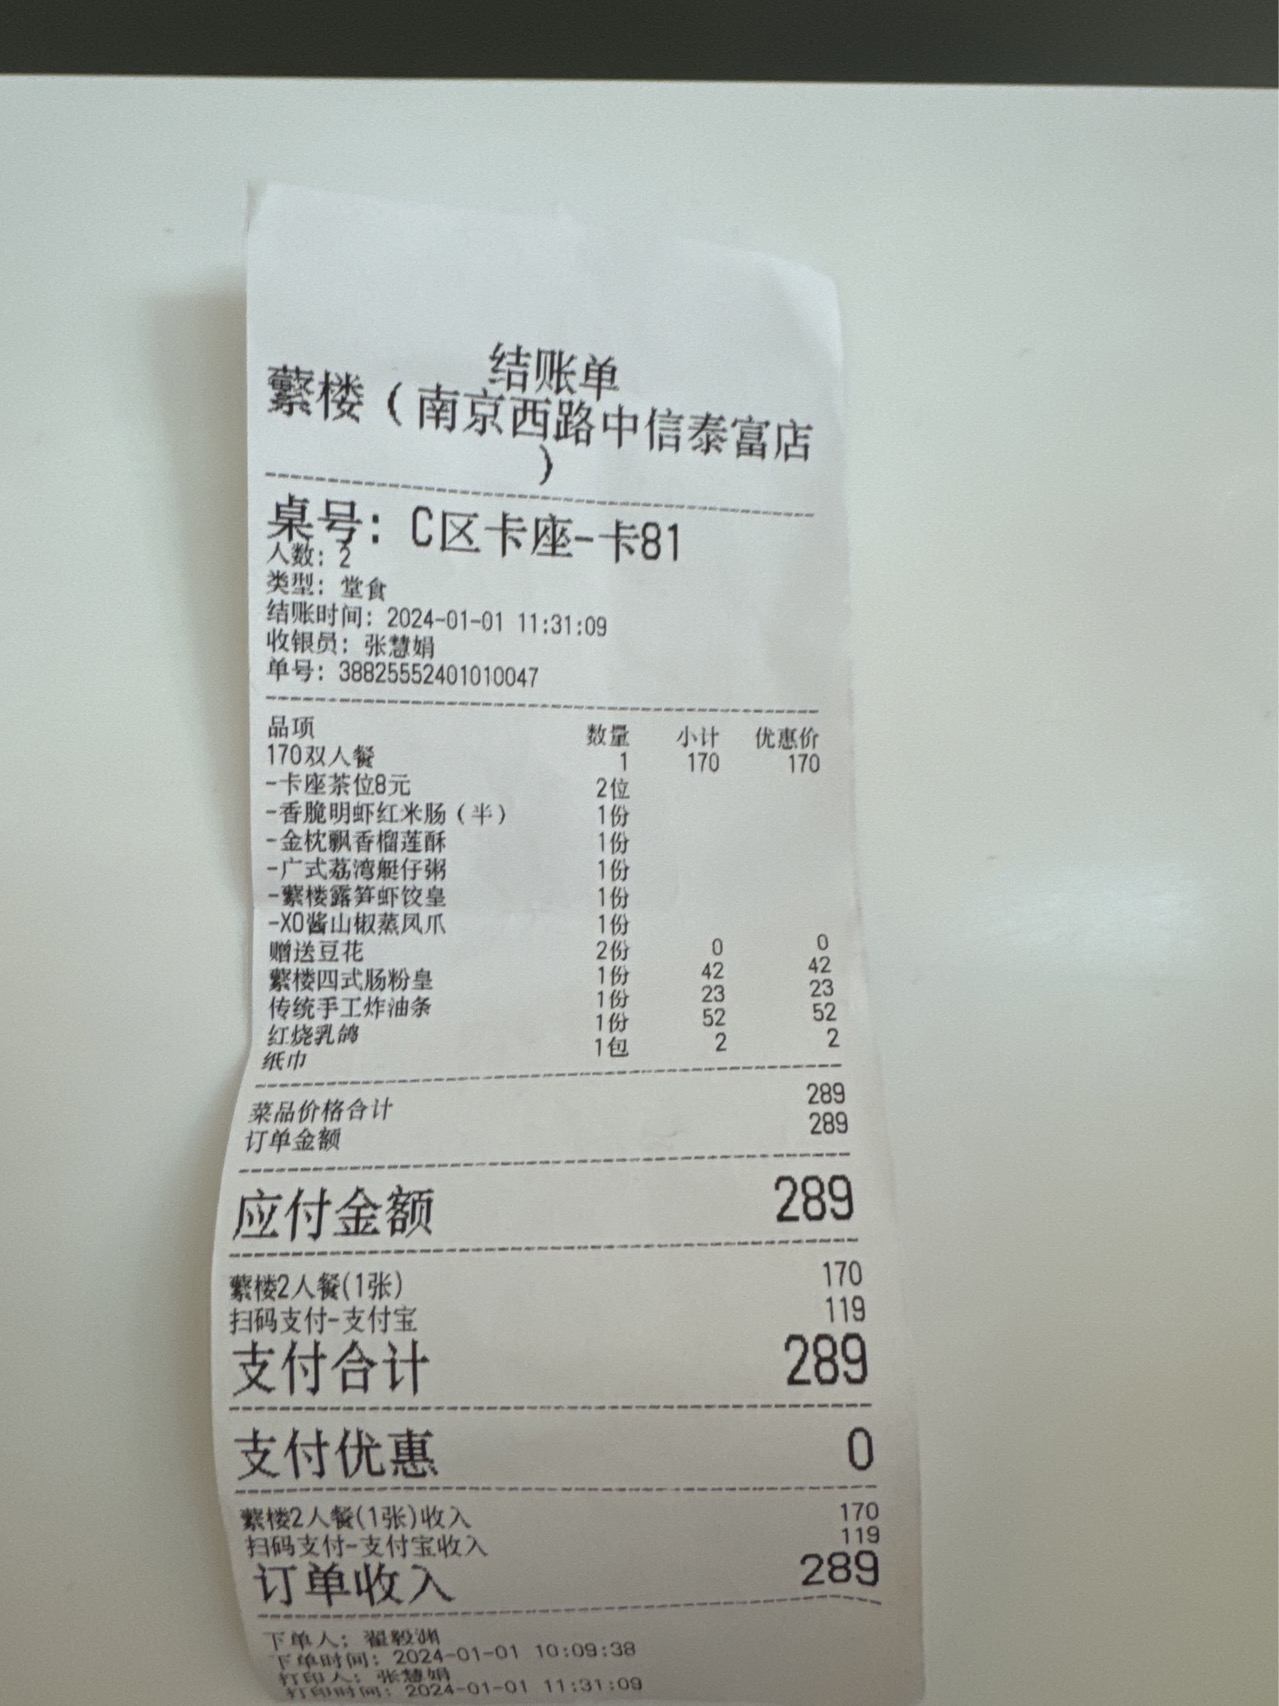 结账单
蘩楼（南京西路中信泰富店
）
桌号：C区卡座-卡81
人数：2
类型：堂食
结账时间：2024-01-01 11:31:09
收银员：张慧娟
单号：38825552401010047
品项 数量 小计 优惠价
170双人餐 1 170 170
-卡座茶位8元 2位
-香脆明虾红米肠（半） 1份
-金枕飘香榴莲酥 1份
-广式荔湾艇仔粥 1份
-蘩楼露笋虾饺皇 1份
-XO酱山椒蒸凤爪 1份
赠送豆花 2份 0 0
蘩楼四式肠粉皇 1份 42 42
传统手工炸油条 1份 23 23
红烧乳鸽 1份 52 52
纸巾 1包 2 2
菜品价格合计 289
订单金额 289
应付金额 289
蘩楼2人餐(1张) 170
扫码支付-支付宝 119
支付合计 289
支付优惠 0
蘩楼2人餐(1张)收入 170
扫码支付-支付宝收入 119
订单收入 289
下单人：翟毅渊
下单时间：2024-01-01 10:09:38
打印人：张慧娟
打印时间：2024-01-01 11:31:09